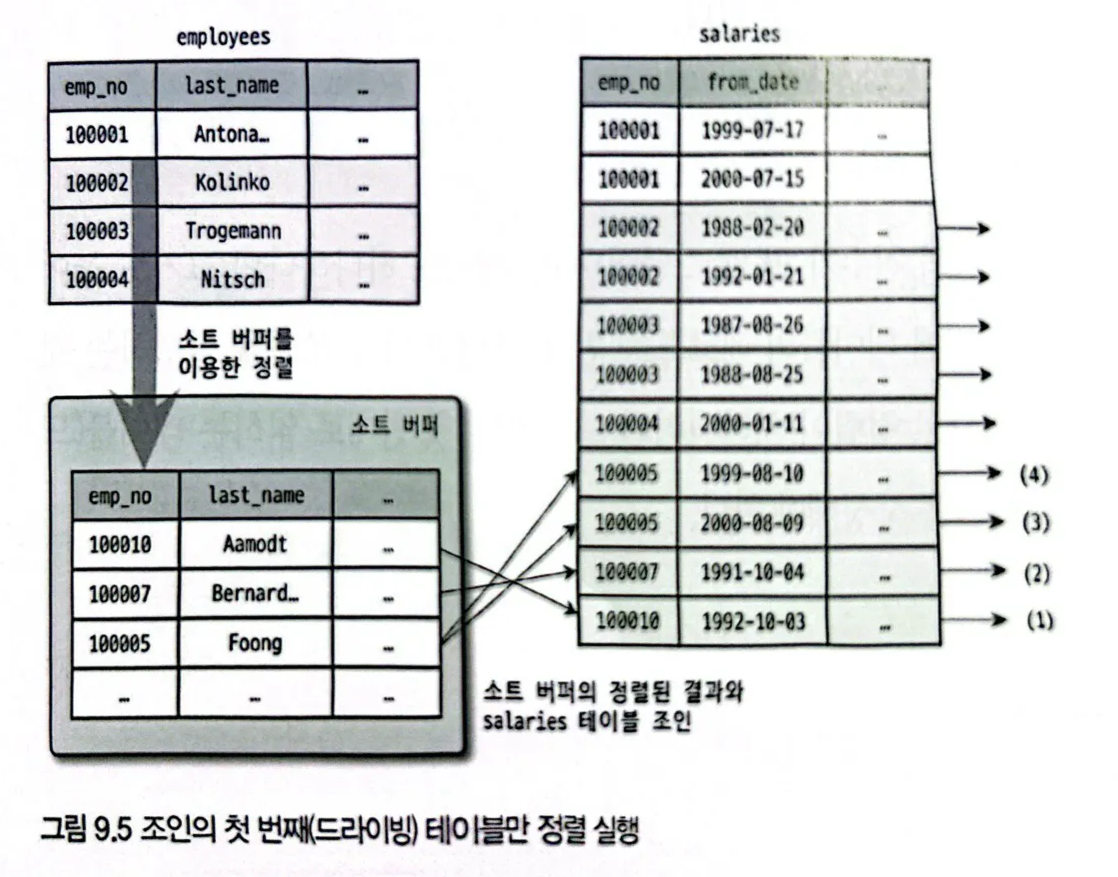 employees
emp_no last_name …
100001 Antona… …
100002 Kolinko …
100003 Trogemann …
100004 Nitsch …
소트 버퍼를
이용한 정렬
소트 버퍼
emp_no last_name …
100010 Aamodt …
100007 Bernard… …
100005 Foong …
… … …
salaries
emp_no from_date …
100001 1999-07-17 …
100001 2000-07-15
100002 1988-02-20 …
100002 1992-01-21 …
100003 1987-08-26 …
100003 1988-08-25 …
100004 2000-01-11 …
100005 1999-08-10 … (4)
100005 2000-08-09 … (3)
100007 1991-10-04 … (2)
100010 1992-10-03 … (1)
소트 버퍼의 정렬된 결과와
salaries 테이블 조인
그림 9.5 조인의 첫 번째(드라이빙) 테이블만 정렬 실행